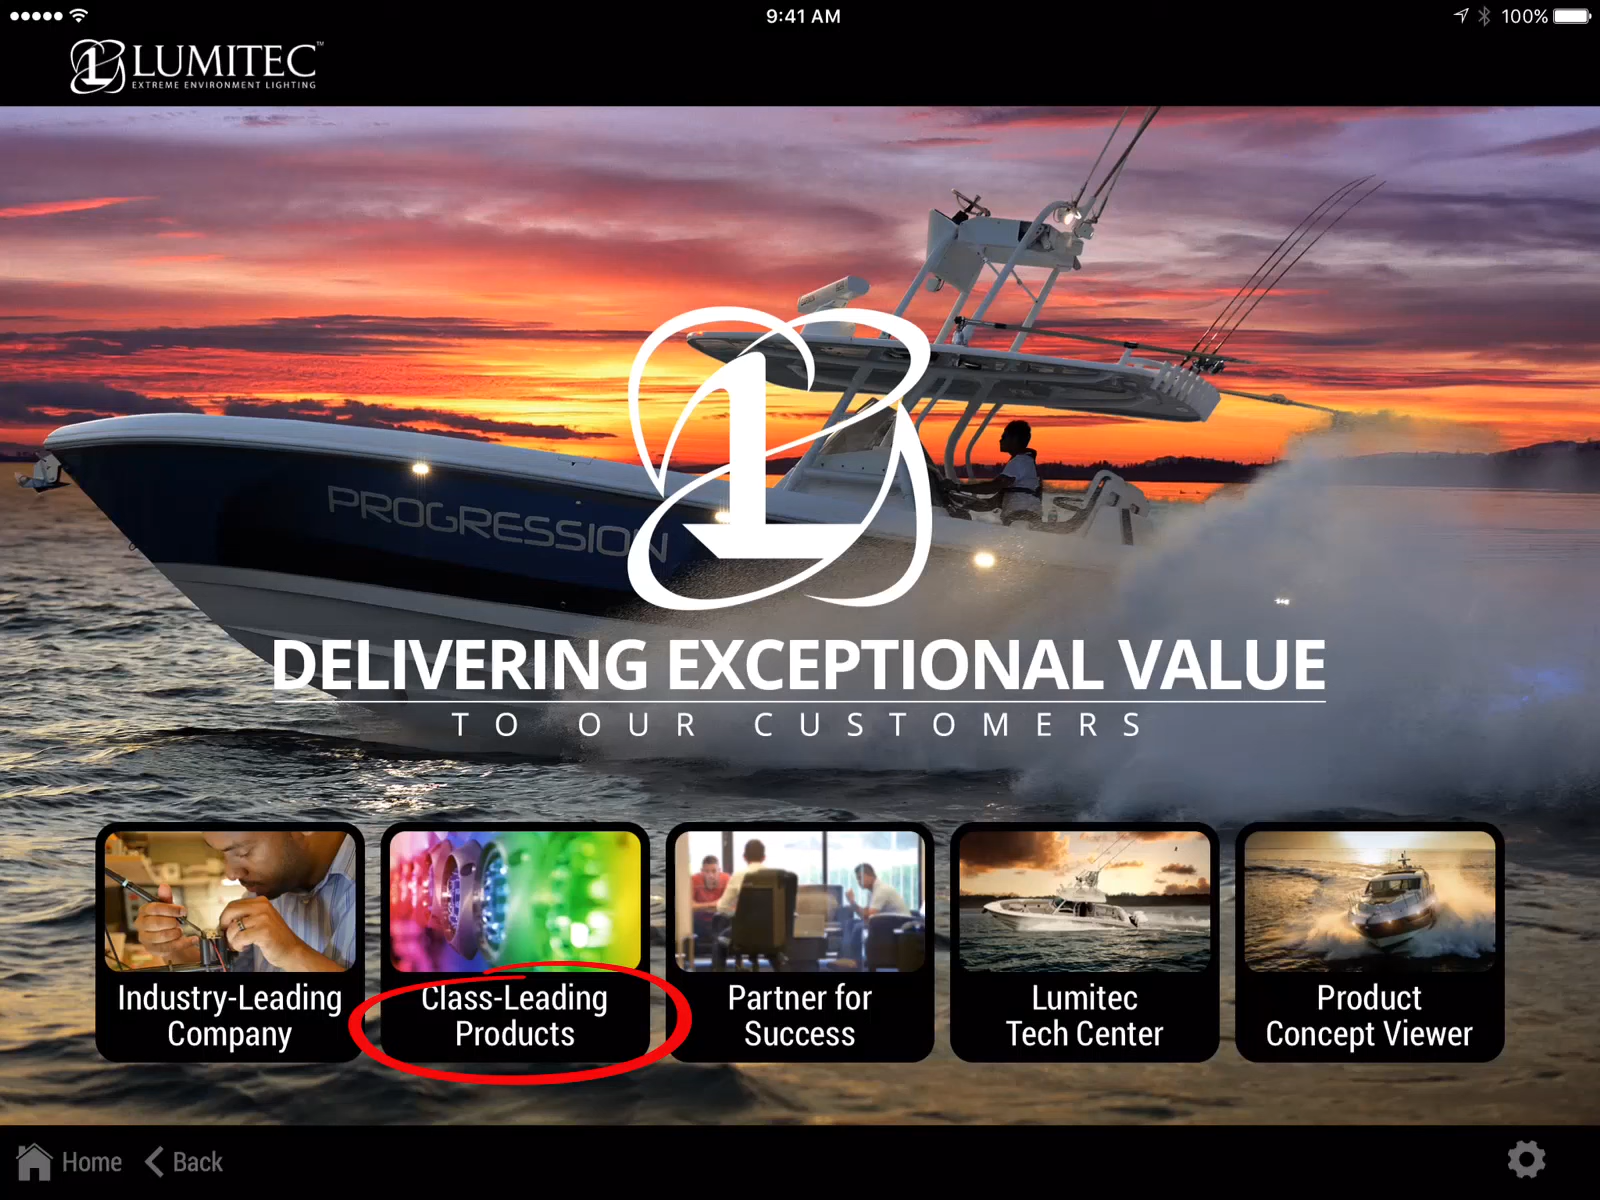 9:41 AM
100%
LUMITEC™
EXTREME ENVIRONMENT LIGHTING
PROGRESSION
DELIVERING EXCEPTIONAL VALUE
TO OUR CUSTOMERS
Industry-Leading
Company
Class-Leading
Products
Partner for
Success
Lumitec
Tech Center
Product
Concept Viewer
Home
Back